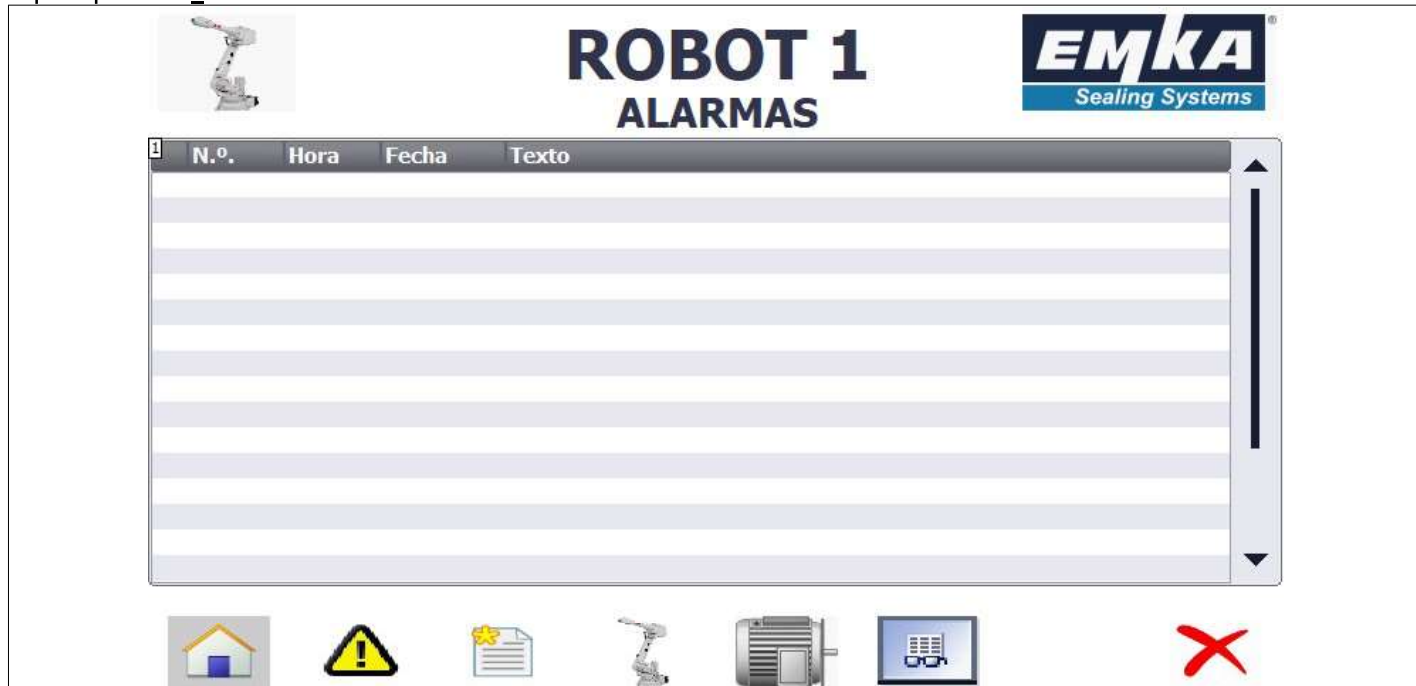 ROBOT 1
ALARMAS
EMKA®
Sealing Systems
1
N.º. Hora Fecha Texto